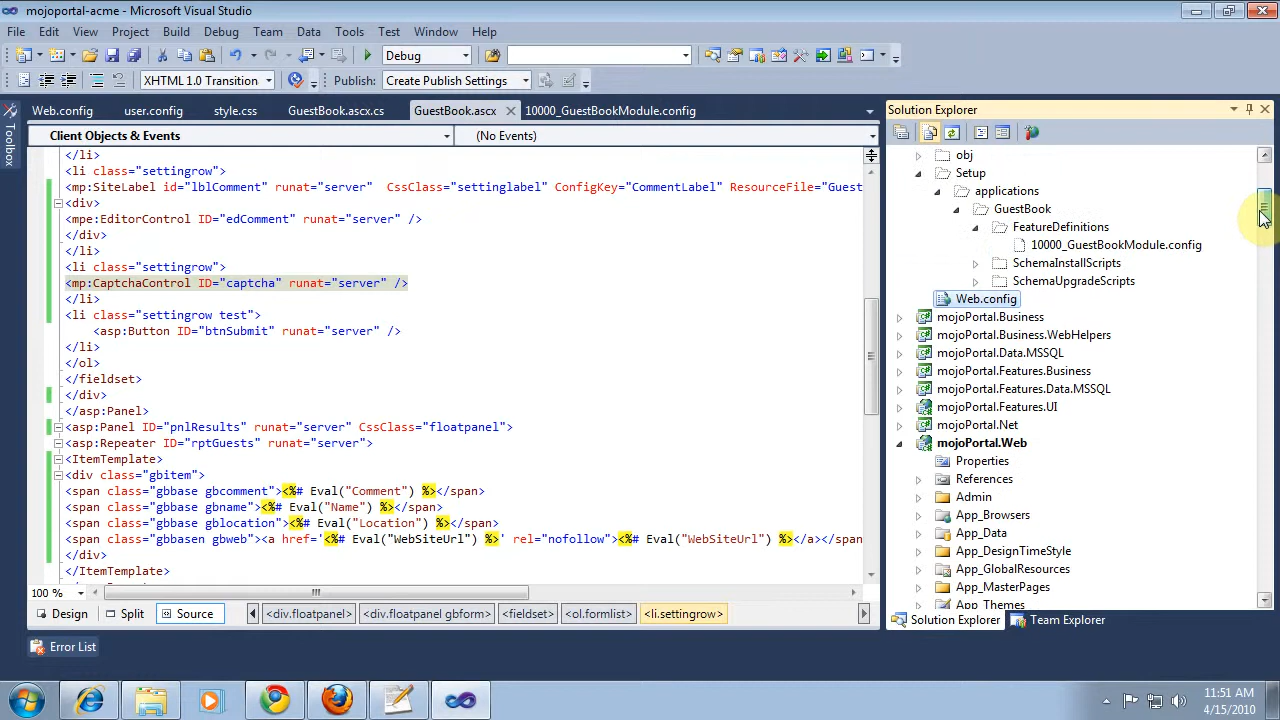 mojoportal-acme - Microsoft Visual Studio
File Edit View Project Build Debug Team Data Tools Test Window Help
Debug
XHTML 1.0 Transition Publish: Create Publish Settings
Web.config user.config style.css GuestBook.ascx.cs GuestBook.ascx 10000_GuestBookModule.config
Toolbox
Client Objects & Events (No Events)
</li>
<li class="settingrow">
<mp:SiteLabel id="lblComment" runat="server" CssClass="settinglabel" ConfigKey="CommentLabel" ResourceFile="Guest
<div>
<mpe:EditorControl ID="edComment" runat="server" />
</div>
</li>
<li class="settingrow">
<mp:CaptchaControl ID="captcha" runat="server" />
</li>
<li class="settingrow test">
<asp:Button ID="btnSubmit" runat="server" />
</li>
</ol>
</fieldset>
</div>
</asp:Panel>
<asp:Panel ID="pnlResults" runat="server" CssClass="floatpanel">
<asp:Repeater ID="rptGuests" runat="server">
<ItemTemplate>
<div class="gbitem">
<span class="gbbase gbcomment"><%# Eval("Comment") %></span>
<span class="gbbase gbname"><%# Eval("Name") %></span>
<span class="gbbase gblocation"><%# Eval("Location") %></span>
<span class="gbbasen gbweb"><a href='<%# Eval("WebSiteUrl") %>' rel="nofollow"><%# Eval("WebSiteUrl") %></a></span
</div>
</ItemTemplate>
100 %
Design Split Source <div.floatpanel> <div.floatpanel gbform> <fieldset> <ol.formlist> <li.settingrow>
Error List
Solution Explorer
obj
Setup
applications
GuestBook
FeatureDefinitions
10000_GuestBookModule.config
SchemaInstallScripts
SchemaUpgradeScripts
Web.config
mojoPortal.Business
mojoPortal.Business.WebHelpers
mojoPortal.Data.MSSQL
mojoPortal.Features.Business
mojoPortal.Features.Data.MSSQL
mojoPortal.Features.UI
mojoPortal.Net
mojoPortal.Web
Properties
References
Admin
App_Browsers
App_Data
App_DesignTimeStyle
App_GlobalResources
App_MasterPages
App_Themes
Solution Explorer Team Explorer
11:51 AM
4/15/2010